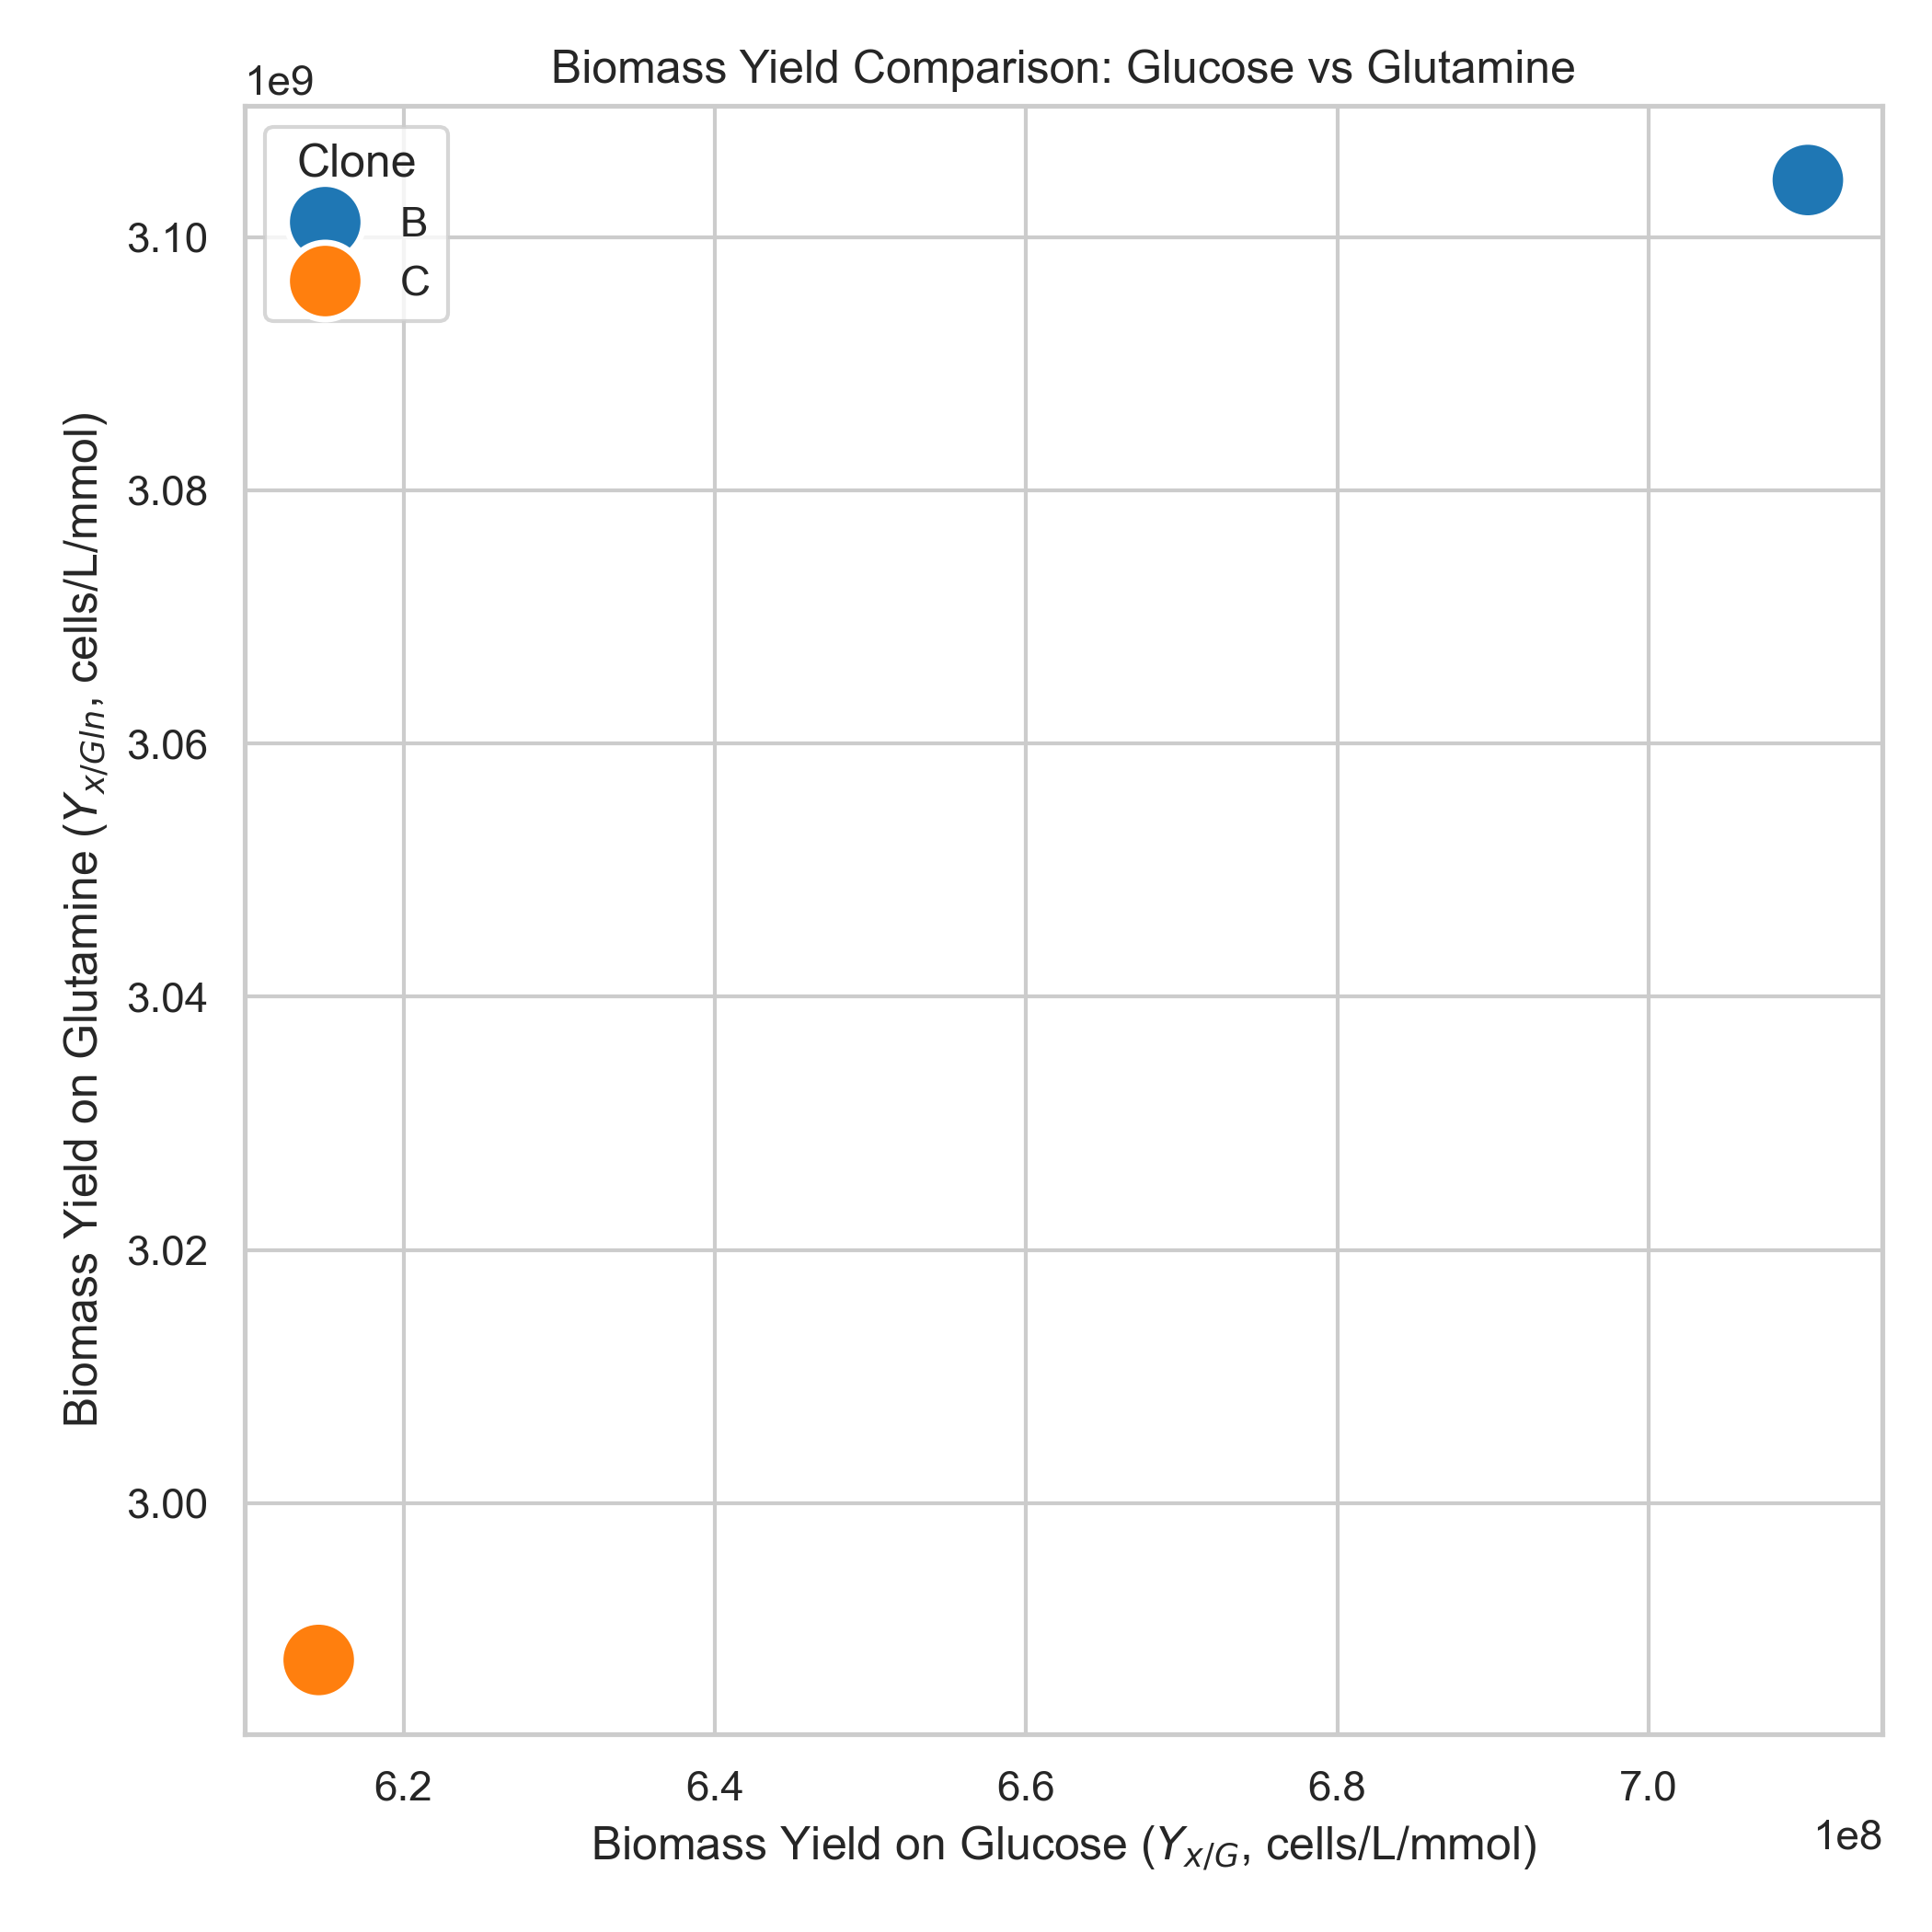 Biomass Yield Comparison: Glucose vs Glutamine
1e9
Clone
B
C
3.10
3.08
3.06
3.04
3.02
3.00
Biomass Yield on Glutamine (Y_{x/Gln}, cells/L/mmol)
6.2 6.4 6.6 6.8 7.0
1e8
Biomass Yield on Glucose (Y_{x/G}, cells/L/mmol)